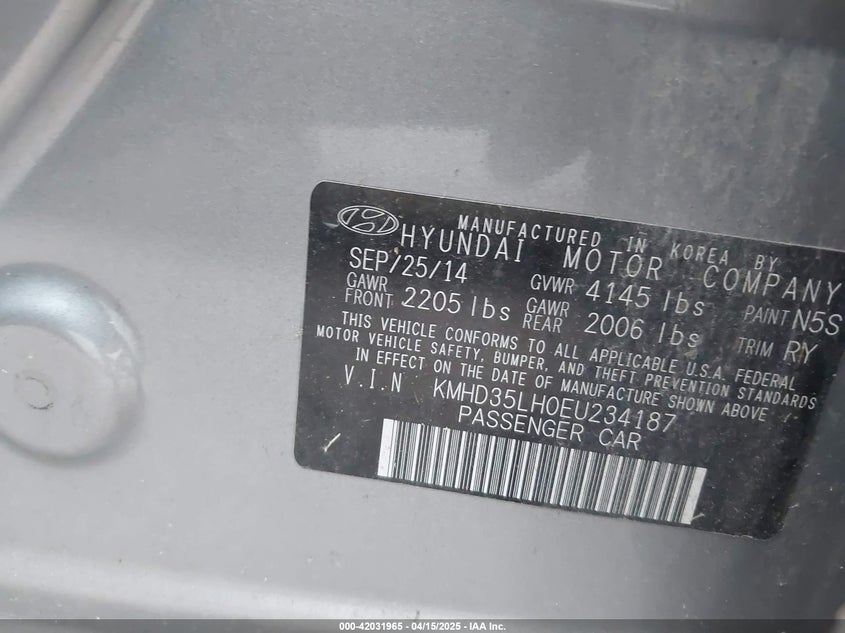 MANUFACTURED IN KOREA BY
HYUNDAI MOTOR COMPANY
SEP/25/14 GVWR 4145 lbs PAINT N5S
GAWR FRONT 2205 lbs GAWR REAR 2006 lbs TRIM RY
THIS VEHICLE CONFORMS TO ALL APPLICABLE U.S.A. FEDERAL
MOTOR VEHICLE SAFETY, BUMPER, AND THEFT PREVENTION STANDARDS
IN EFFECT ON THE DATE OF MANUFACTURE SHOWN ABOVE
V.I.N KMHD35LH0EU234187
PASSENGER CAR
000-42031965 - 04/15/2025 - IAA Inc.